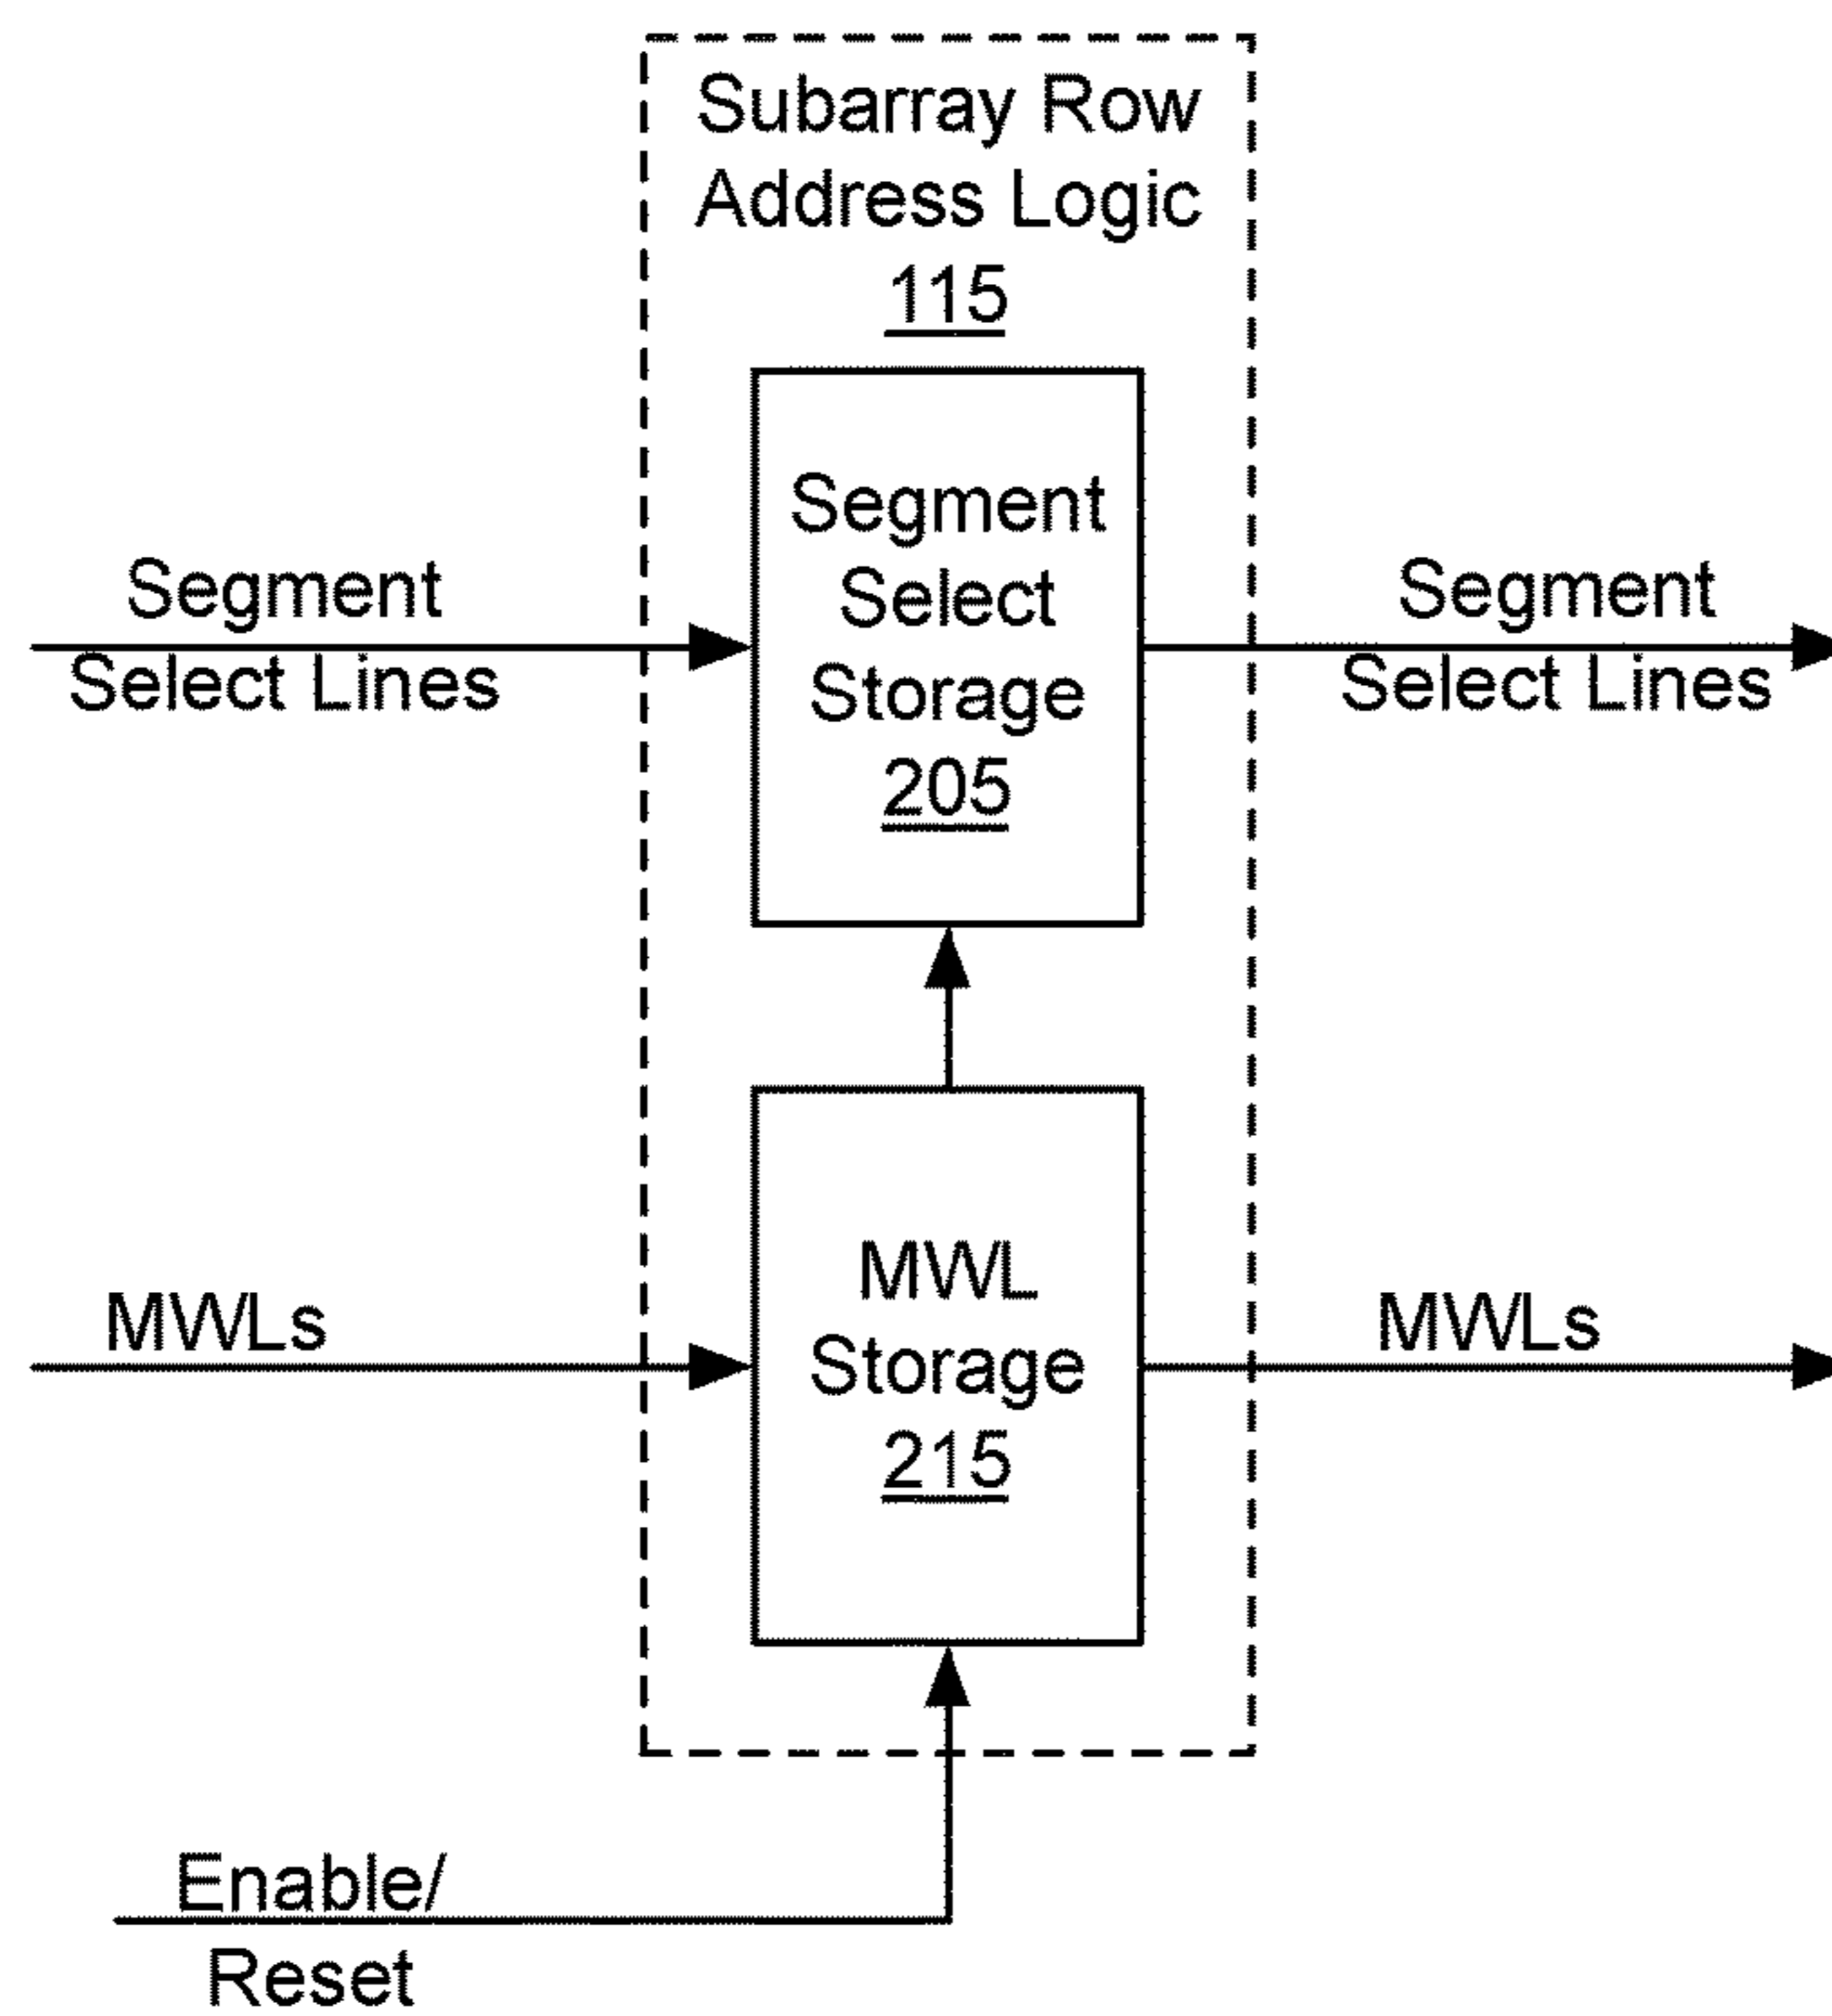 Subarray Row
Address Logic
115
Segment
Select
Storage
205
Segment
Select Lines
Segment
Select Lines
MWL
Storage
215
MWLs
MWLs
Enable/
Reset